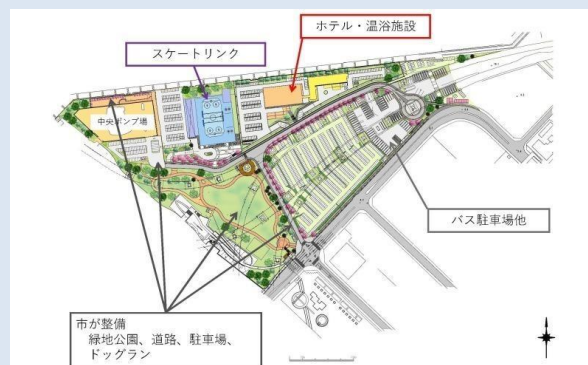 ホテル・温浴施設
スケートリンク
中央ポンプ場
バス駐車場他
市が整備
緑地公園、道路、駐車場、
ドッグラン